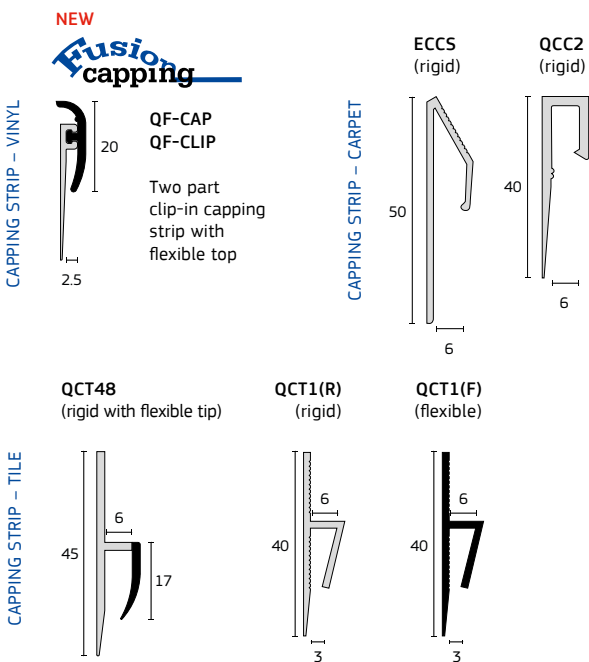 NEW
Fusion
capping
CAPPING STRIP – VINYL
QF-CAP
QF-CLIP
Two part
clip-in capping
strip with
flexible top
20
2.5
CAPPING STRIP – CARPET
ECCS
(rigid)
50
6
QCC2
(rigid)
40
6
CAPPING STRIP – TILE
QCT48
(rigid with flexible tip)
45
6
17
QCT1(R)
(rigid)
6
40
3
QCT1(F)
(flexible)
6
40
3